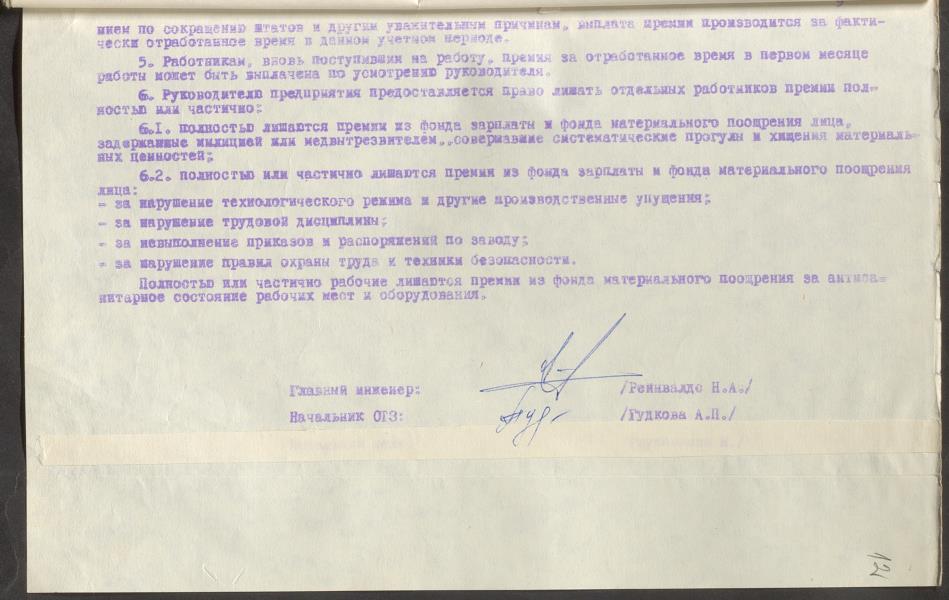 нием по сокращению штатов и другим уважительным причинам, выплата премии производится за факти-
чески отработанное время в данном учетном периоде.
5. Работникам, вновь поступившим на работу, премия за отработанное время в первом месяце
работы может быть выплачена по усмотрению руководителя.
6. Руководителю предприятия предоставляется право лишать отдельных работников премии пол-
ностью или частично:
6.1. полностью лишаются премии из фонда зарплаты и фонда материального поощрения лица,
задержанные милицией или медвытрезвителем, совершавшие систематические прогулы и хищения материаль-
ных ценностей;
6.2. полностью или частично лишаются премии из фонда зарплаты и фонда материального поощрения
лица:
- за нарушение технологического режима и другие производственные упущения;
- за нарушение трудовой дисциплины;
- за невыполнение приказов и распоряжений по заводу;
- за нарушение правил охраны труда и техники безопасности.
Полностью или частично рабочие лишаются премии из фонда материального поощрения за антиса-
нитарное состояние рабочих мест и оборудования.
Главный инженер: /Рейнвалдс Н.А./
Начальник ОТЗ: /Гудкова А.П./
12